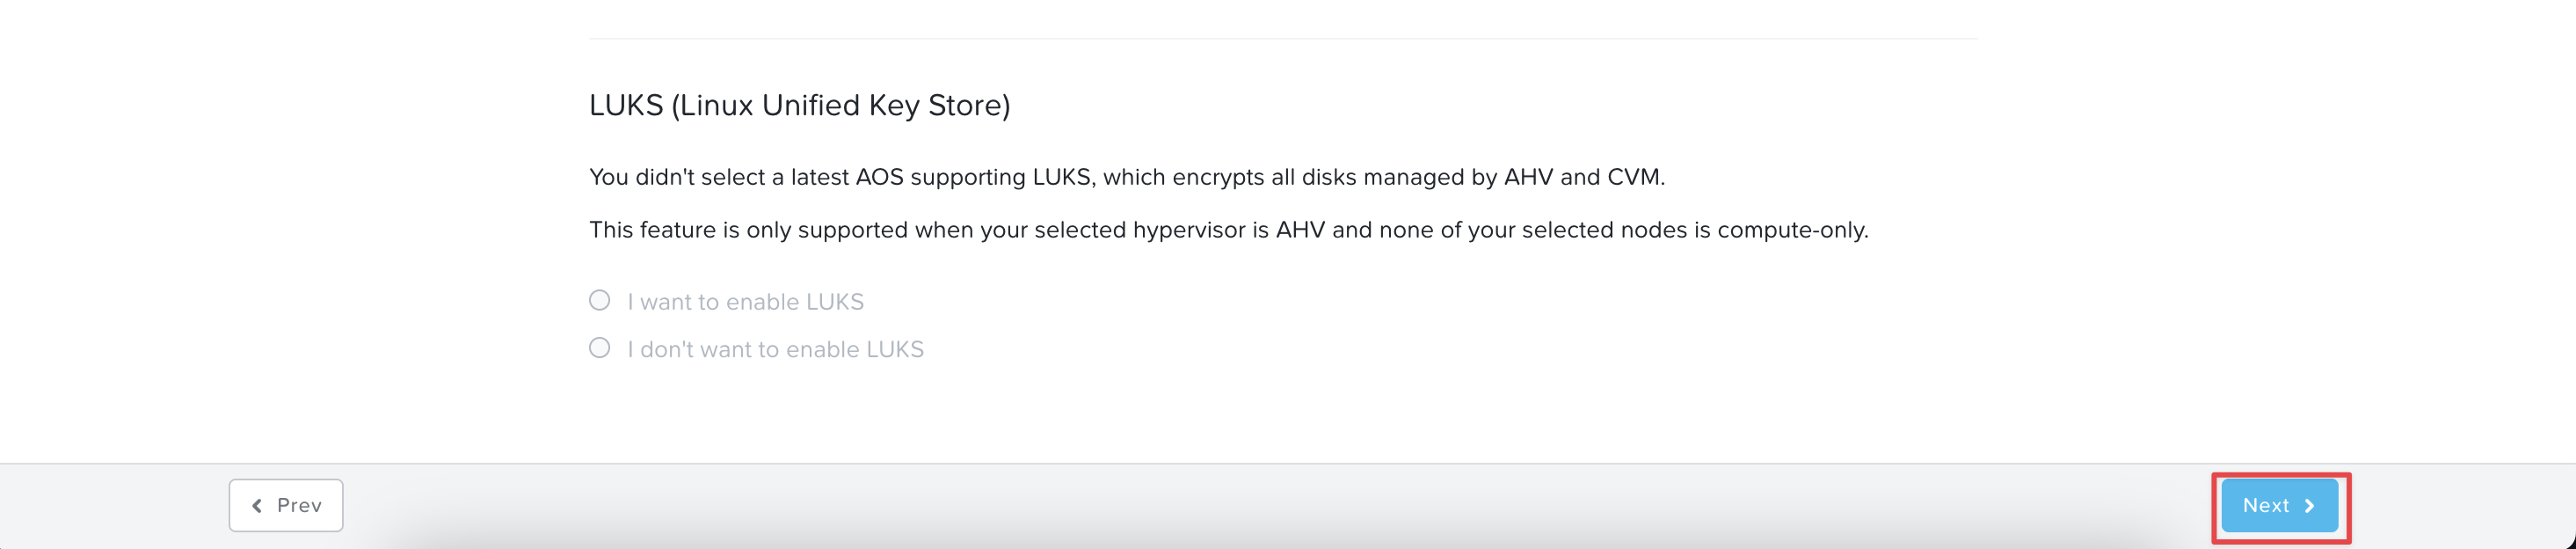 LUKS (Linux Unified Key Store)
You didn't select a latest AOS supporting LUKS, which encrypts all disks managed by AHV and CVM.
This feature is only supported when your selected hypervisor is AHV and none of your selected nodes is compute-only.
I want to enable LUKS
I don't want to enable LUKS
Prev
Next